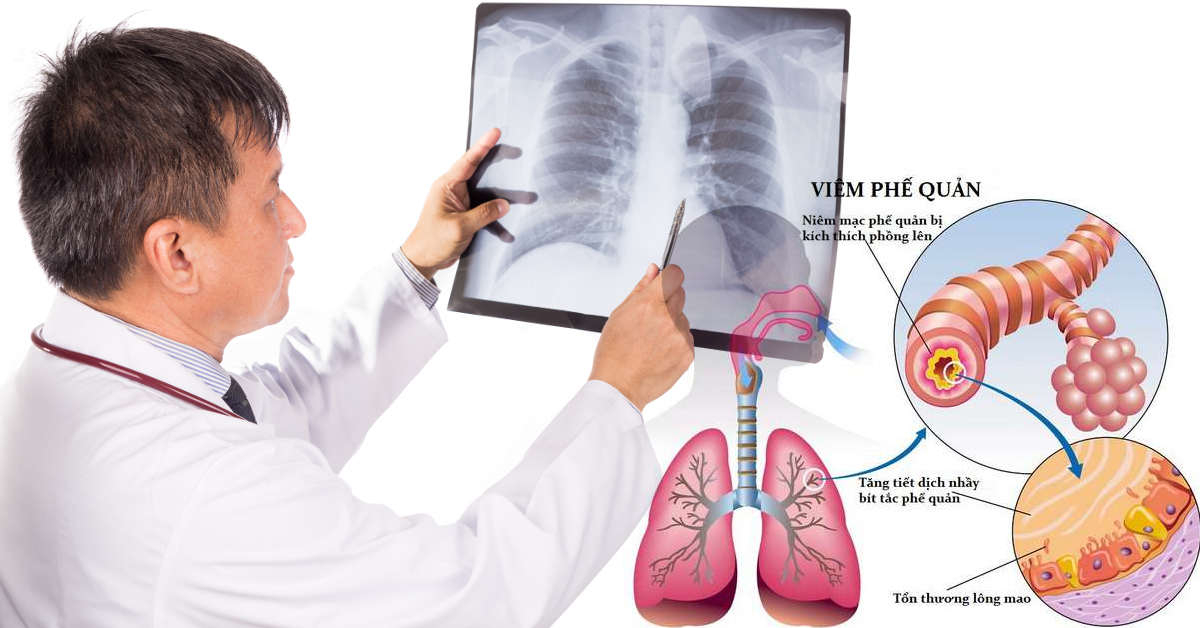 VIÊM PHẾ QUẢN
Niêm mạc phế quản bị
kích thích phồng lên
Tăng tiết dịch nhầy
bít tắc phế quản
Tổn thương lông mao